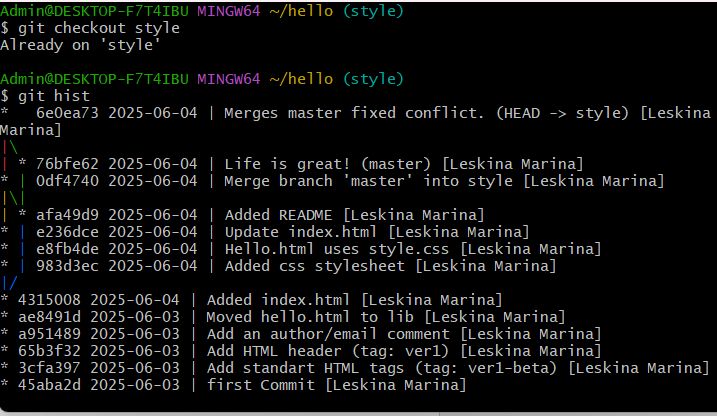 Admin@DESKTOP-F7T4IBU MINGW64 ~/hello (style)
$ git checkout style
Already on 'style'

Admin@DESKTOP-F7T4IBU MINGW64 ~/hello (style)
$ git hist
*   6e0ea73 2025-06-04 | Merges master fixed conflict. (HEAD -> style) [Leskina
Marina]
|\
| * 76bfe62 2025-06-04 | Life is great! (master) [Leskina Marina]
* | 0df4740 2025-06-04 | Merge branch 'master' into style [Leskina Marina]
|\|
| * afa49d9 2025-06-04 | Added README [Leskina Marina]
* | e236dce 2025-06-04 | Update index.html [Leskina Marina]
* | e8fb4de 2025-06-04 | Hello.html uses style.css [Leskina Marina]
* | 983d3ec 2025-06-04 | Added css stylesheet [Leskina Marina]
|/
* 4315008 2025-06-04 | Added index.html [Leskina Marina]
* ae8491d 2025-06-03 | Moved hello.html to lib [Leskina Marina]
* a951489 2025-06-03 | Add an author/email comment [Leskina Marina]
* 65b3f32 2025-06-03 | Add HTML header (tag: ver1) [Leskina Marina]
* 3cfa397 2025-06-03 | Add standart HTML tags (tag: ver1-beta) [Leskina Marina]
* 45aba2d 2025-06-03 | first Commit [Leskina Marina]